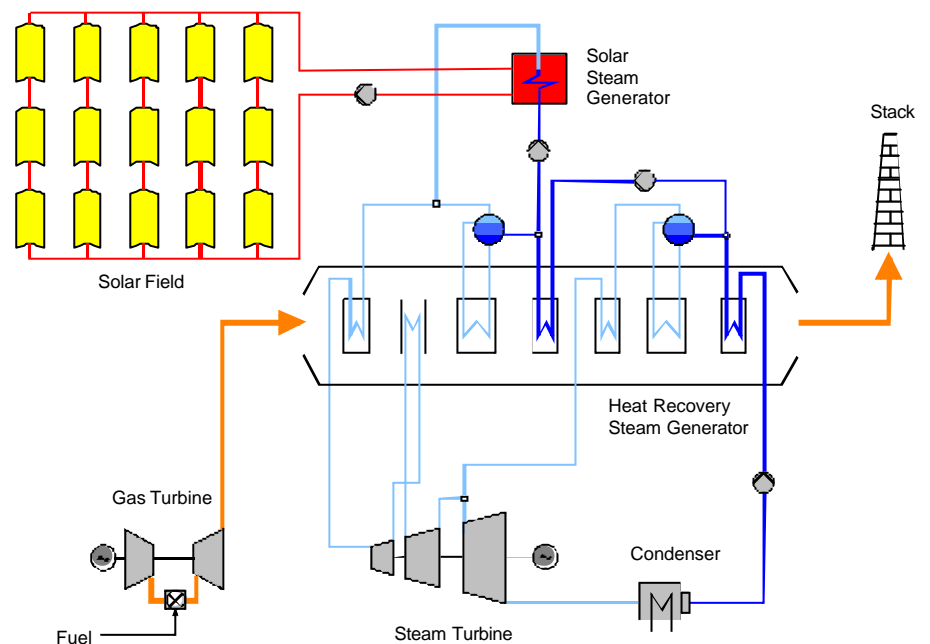 Solar
Steam
Generator
Stack
Solar Field
Heat Recovery
Steam Generator
Gas Turbine
Condenser
Fuel
Steam Turbine